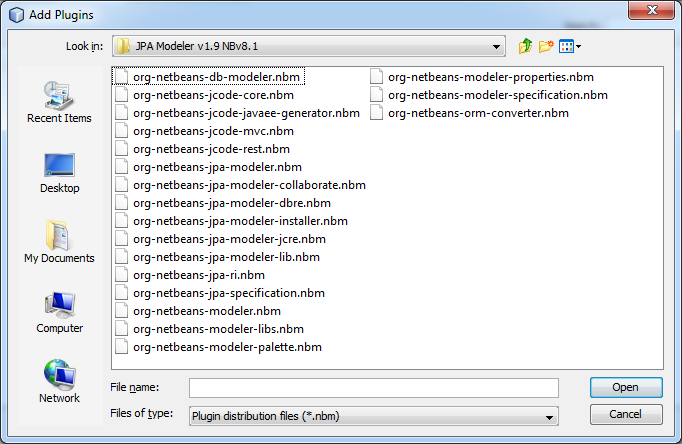 Add Plugins
Look in:
JPA Modeler v1.9 NBv8.1
Recent Items
Desktop
My Documents
Computer
Network
org-netbeans-db-modeler.nbm
org-netbeans-jcode-core.nbm
org-netbeans-jcode-javaee-generator.nbm
org-netbeans-jcode-mvc.nbm
org-netbeans-jcode-rest.nbm
org-netbeans-jpa-modeler.nbm
org-netbeans-jpa-modeler-collaborate.nbm
org-netbeans-jpa-modeler-dbre.nbm
org-netbeans-jpa-modeler-installer.nbm
org-netbeans-jpa-modeler-jcre.nbm
org-netbeans-jpa-modeler-lib.nbm
org-netbeans-jpa-ri.nbm
org-netbeans-jpa-specification.nbm
org-netbeans-modeler.nbm
org-netbeans-modeler-libs.nbm
org-netbeans-modeler-palette.nbm
org-netbeans-modeler-properties.nbm
org-netbeans-modeler-specification.nbm
org-netbeans-orm-converter.nbm
File name:
Open
Files of type:
Plugin distribution files (*.nbm)
Cancel